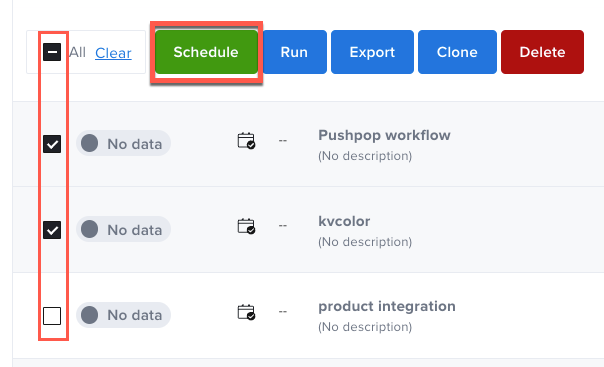 All Clear Schedule Run Export Clone Delete
No data -- Pushpop workflow
(No description)
No data -- kvcolor
(No description)
No data -- product integration
(No description)